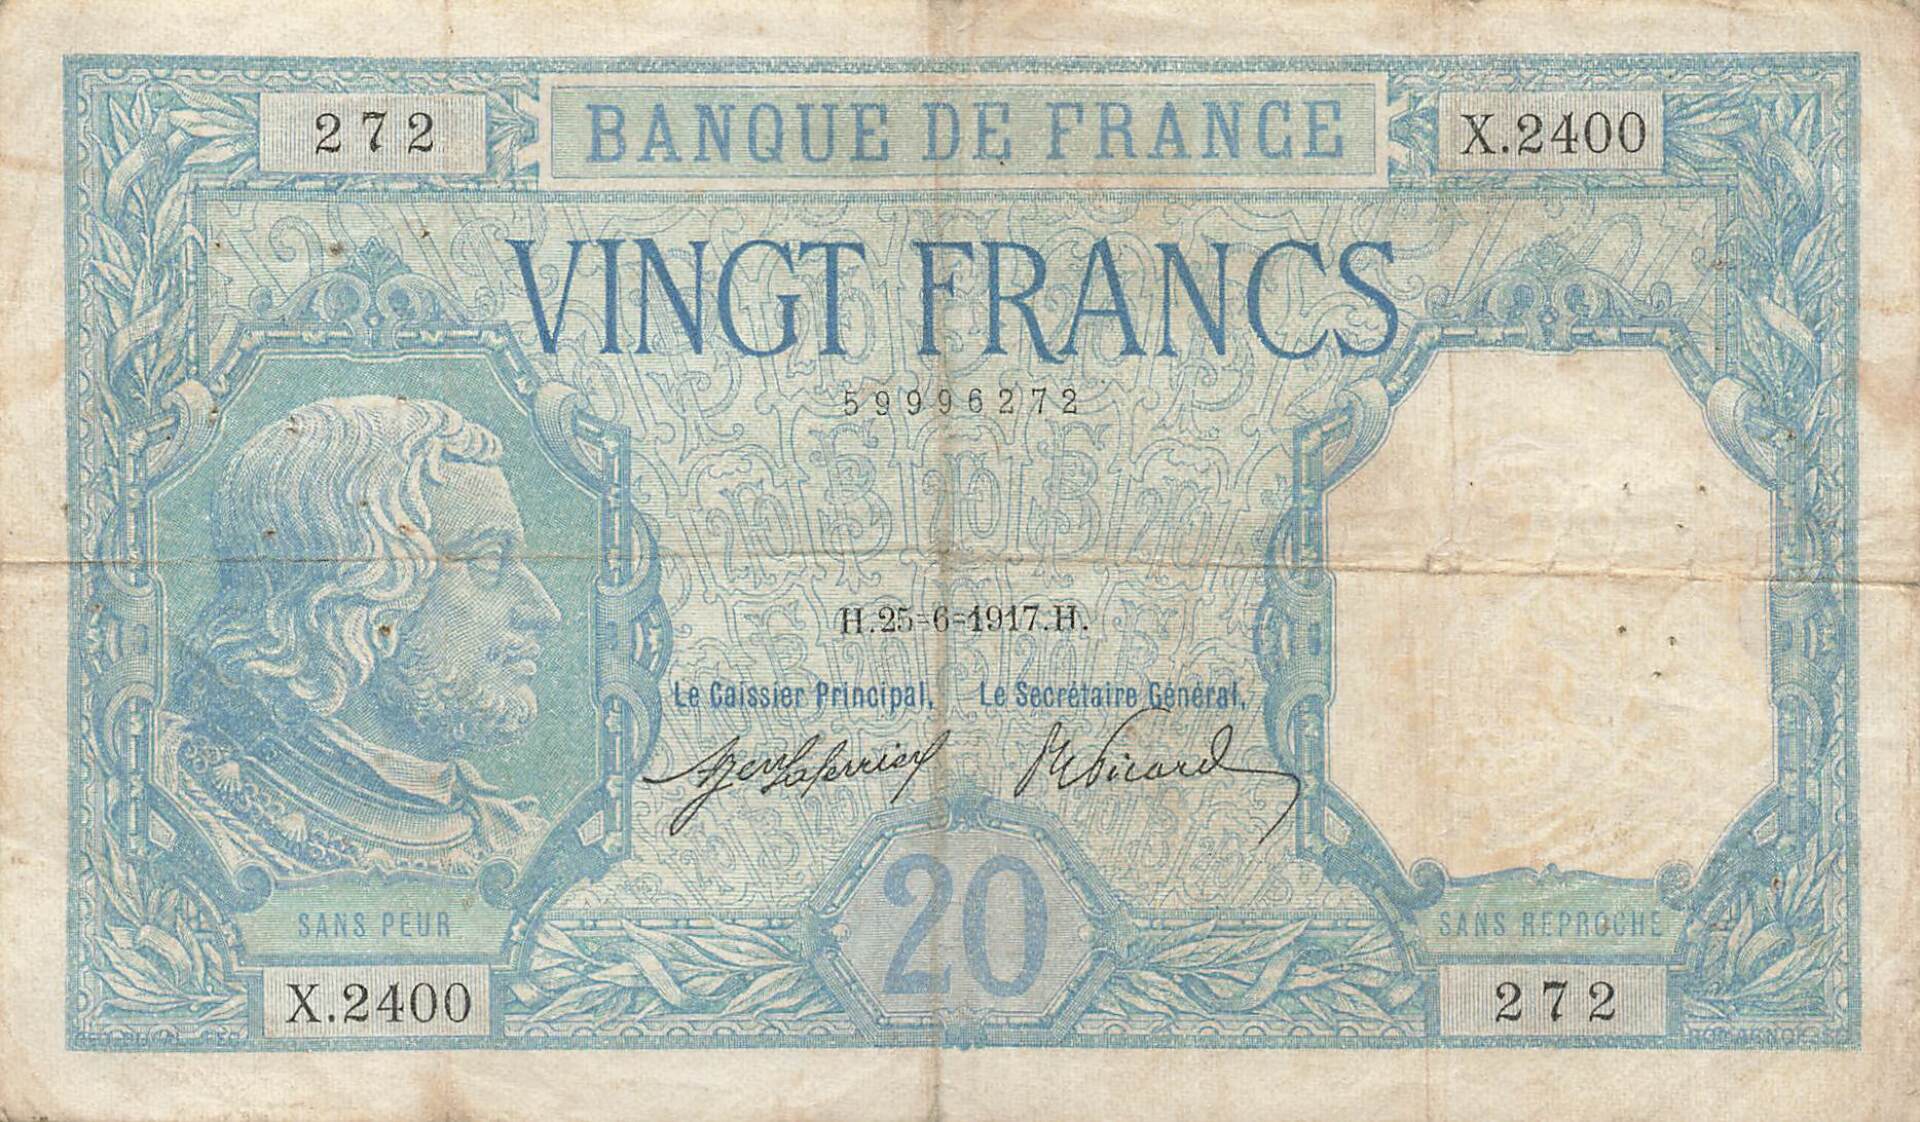 272
BANQUE DE FRANCE
X.2400
VINGT FRANCS
59996272
H.25=6=1917.H.
Le Caissier Principal,
Le Secrétaire Général,
Picard
20
SANS PEUR
SANS REPROCHE
X.2400
272